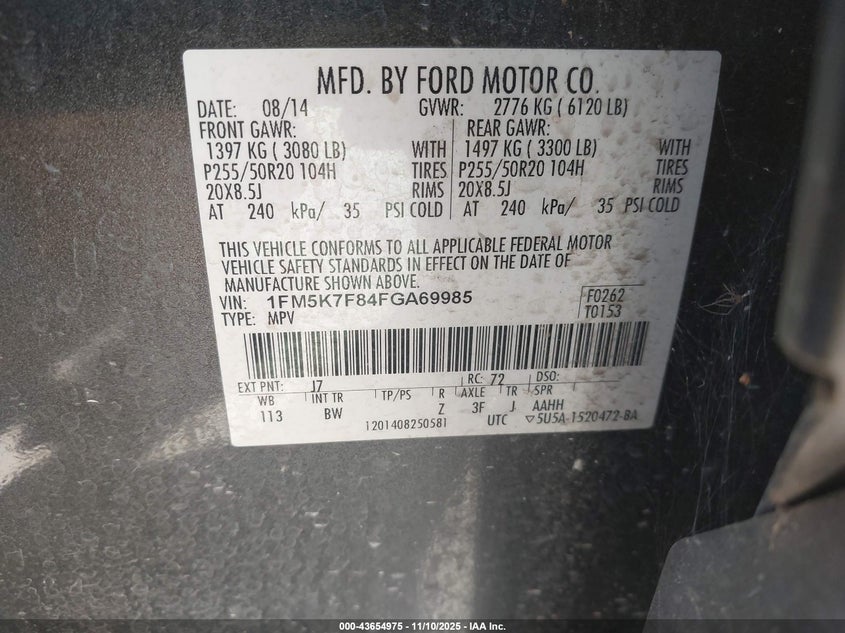 MFD. BY FORD MOTOR CO.
DATE: 08/14 GVWR: 2776 KG ( 6120 LB)
FRONT GAWR: REAR GAWR:
1397 KG ( 3080 LB) WITH 1497 KG ( 3300 LB) WITH
P255/50R20 104H TIRES P255/50R20 104H TIRES
20X8.5J RIMS 20X8.5J RIMS
AT 240 kPa/ 35 PSI COLD AT 240 kPa/ 35 PSI COLD
THIS VEHICLE CONFORMS TO ALL APPLICABLE FEDERAL MOTOR
VEHICLE SAFETY STANDARDS IN EFFECT ON THE DATE OF
MANUFACTURE SHOWN ABOVE.
VIN: 1FM5K7F84FGA69985 F0262
TYPE: MPV T0153
EXT PNT: J7 RC: 72 DSO:
WB INT TR TP/PS R AXLE TR SPR
113 BW Z 3F J AAHH
1201408250581 UTC ▽5U5A-1520472-BA
000-43654975 — 11/10/2025 — IAA Inc.